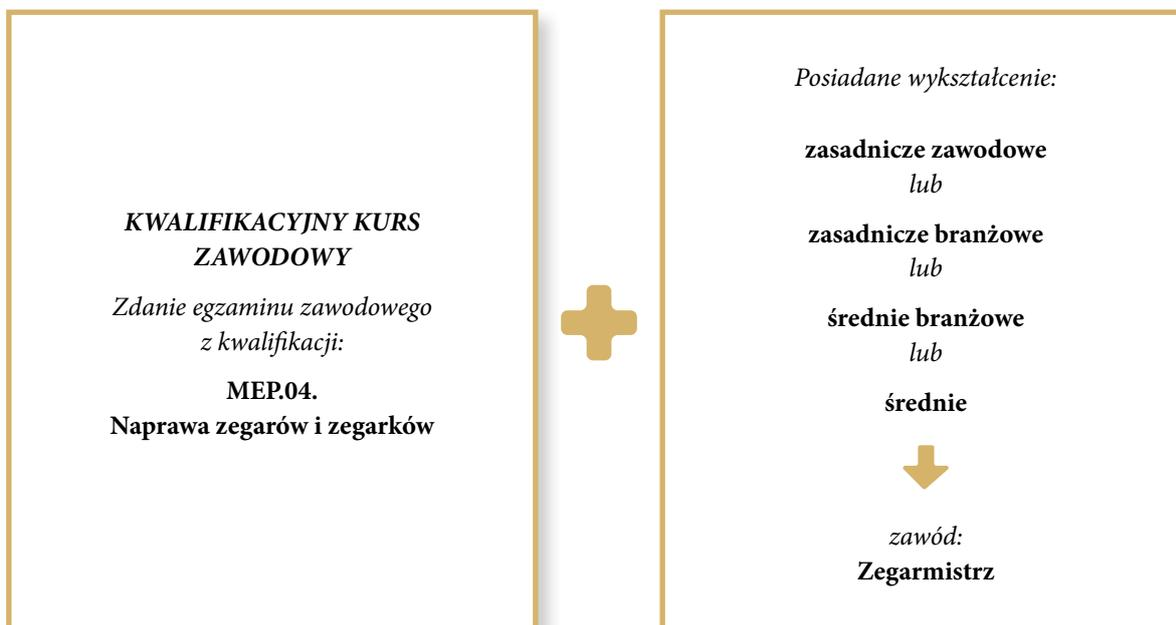 KWALIFIKACYJNY KURS
ZAWODOWY
Zdanie egzaminu zawodowego
z kwalifikacji:
MEP.04.
Naprawa zegarów i zegarków
Posiadane wykształcenie:
zasadnicze zawodowe
lub
zasadnicze branżowe
lub
średnie branżowe
lub
średnie
zawód:
Zegarmistrz